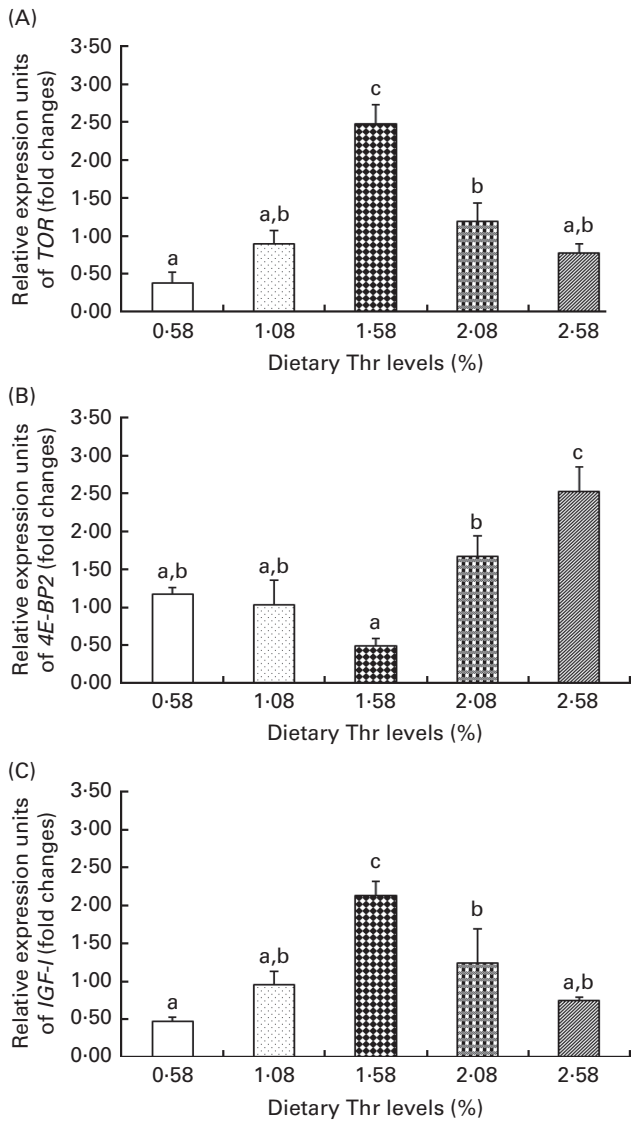 (A)
Relative expression units
of TOR (fold changes)
3·50
3·00
2·50
2·00
1·50
1·00
0·50
0·00
a
a,b
c
b
a,b
0·58 1·08 1·58 2·08 2·58
Dietary Thr levels (%)
(B)
Relative expression units
of 4E-BP2 (fold changes)
3·50
3·00
2·50
2·00
1·50
1·00
0·50
0·00
a,b
a,b
a
b
c
0·58 1·08 1·58 2·08 2·58
Dietary Thr levels (%)
(C)
Relative expression units
of IGF-I (fold changes)
3·50
3·00
2·50
2·00
1·50
1·00
0·50
0·00
a
a,b
c
b
a,b
0·58 1·08 1·58 2·08 2·58
Dietary Thr levels (%)